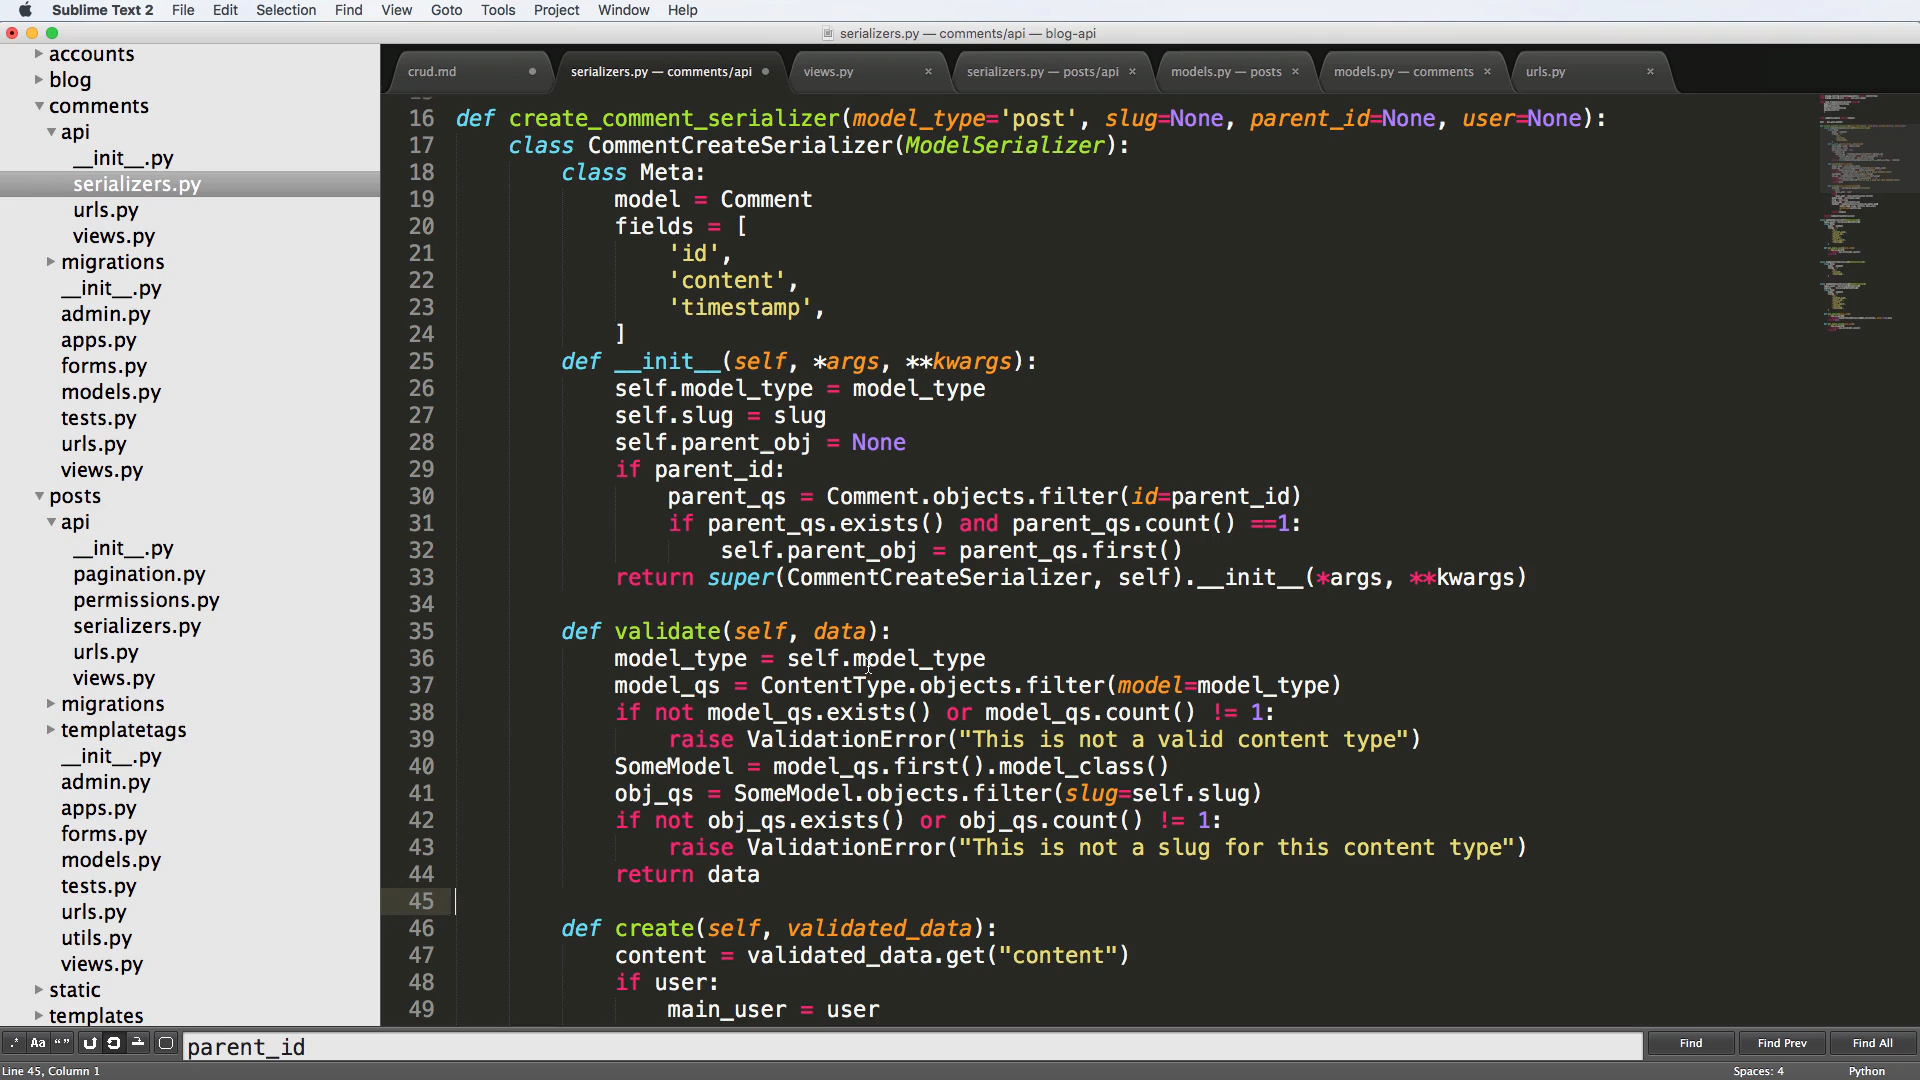 Sublime Text 2 File Edit Selection Find View Goto Tools Project Window Help
serializers.py — comments/api — blog-api
accounts
blog
comments
api
__init__.py
serializers.py
urls.py
views.py
migrations
__init__.py
admin.py
apps.py
forms.py
models.py
tests.py
urls.py
views.py
posts
api
__init__.py
pagination.py
permissions.py
serializers.py
urls.py
views.py
migrations
templatetags
__init__.py
admin.py
apps.py
forms.py
models.py
tests.py
urls.py
utils.py
views.py
static
templates
crud.md serializers.py — comments/api views.py serializers.py — posts/api models.py — posts models.py — comments urls.py
16 def create_comment_serializer(model_type='post', slug=None, parent_id=None, user=None):
17 class CommentCreateSerializer(ModelSerializer):
18 class Meta:
19 model = Comment
20 fields = [
21 'id',
22 'content',
23 'timestamp',
24 ]
25 def __init__(self, *args, **kwargs):
26 self.model_type = model_type
27 self.slug = slug
28 self.parent_obj = None
29 if parent_id:
30 parent_qs = Comment.objects.filter(id=parent_id)
31 if parent_qs.exists() and parent_qs.count() ==1:
32 self.parent_obj = parent_qs.first()
33 return super(CommentCreateSerializer, self).__init__(*args, **kwargs)
34
35 def validate(self, data):
36 model_type = self.model_type
37 model_qs = ContentType.objects.filter(model=model_type)
38 if not model_qs.exists() or model_qs.count() != 1:
39 raise ValidationError("This is not a valid content type")
40 SomeModel = model_qs.first().model_class()
41 obj_qs = SomeModel.objects.filter(slug=self.slug)
42 if not obj_qs.exists() or obj_qs.count() != 1:
43 raise ValidationError("This is not a slug for this content type")
44 return data
45
46 def create(self, validated_data):
47 content = validated_data.get("content")
48 if user:
49 main_user = user
.* Aa “” parent_id Find Find Prev Find All
Line 45, Column 1 Spaces: 4 Python